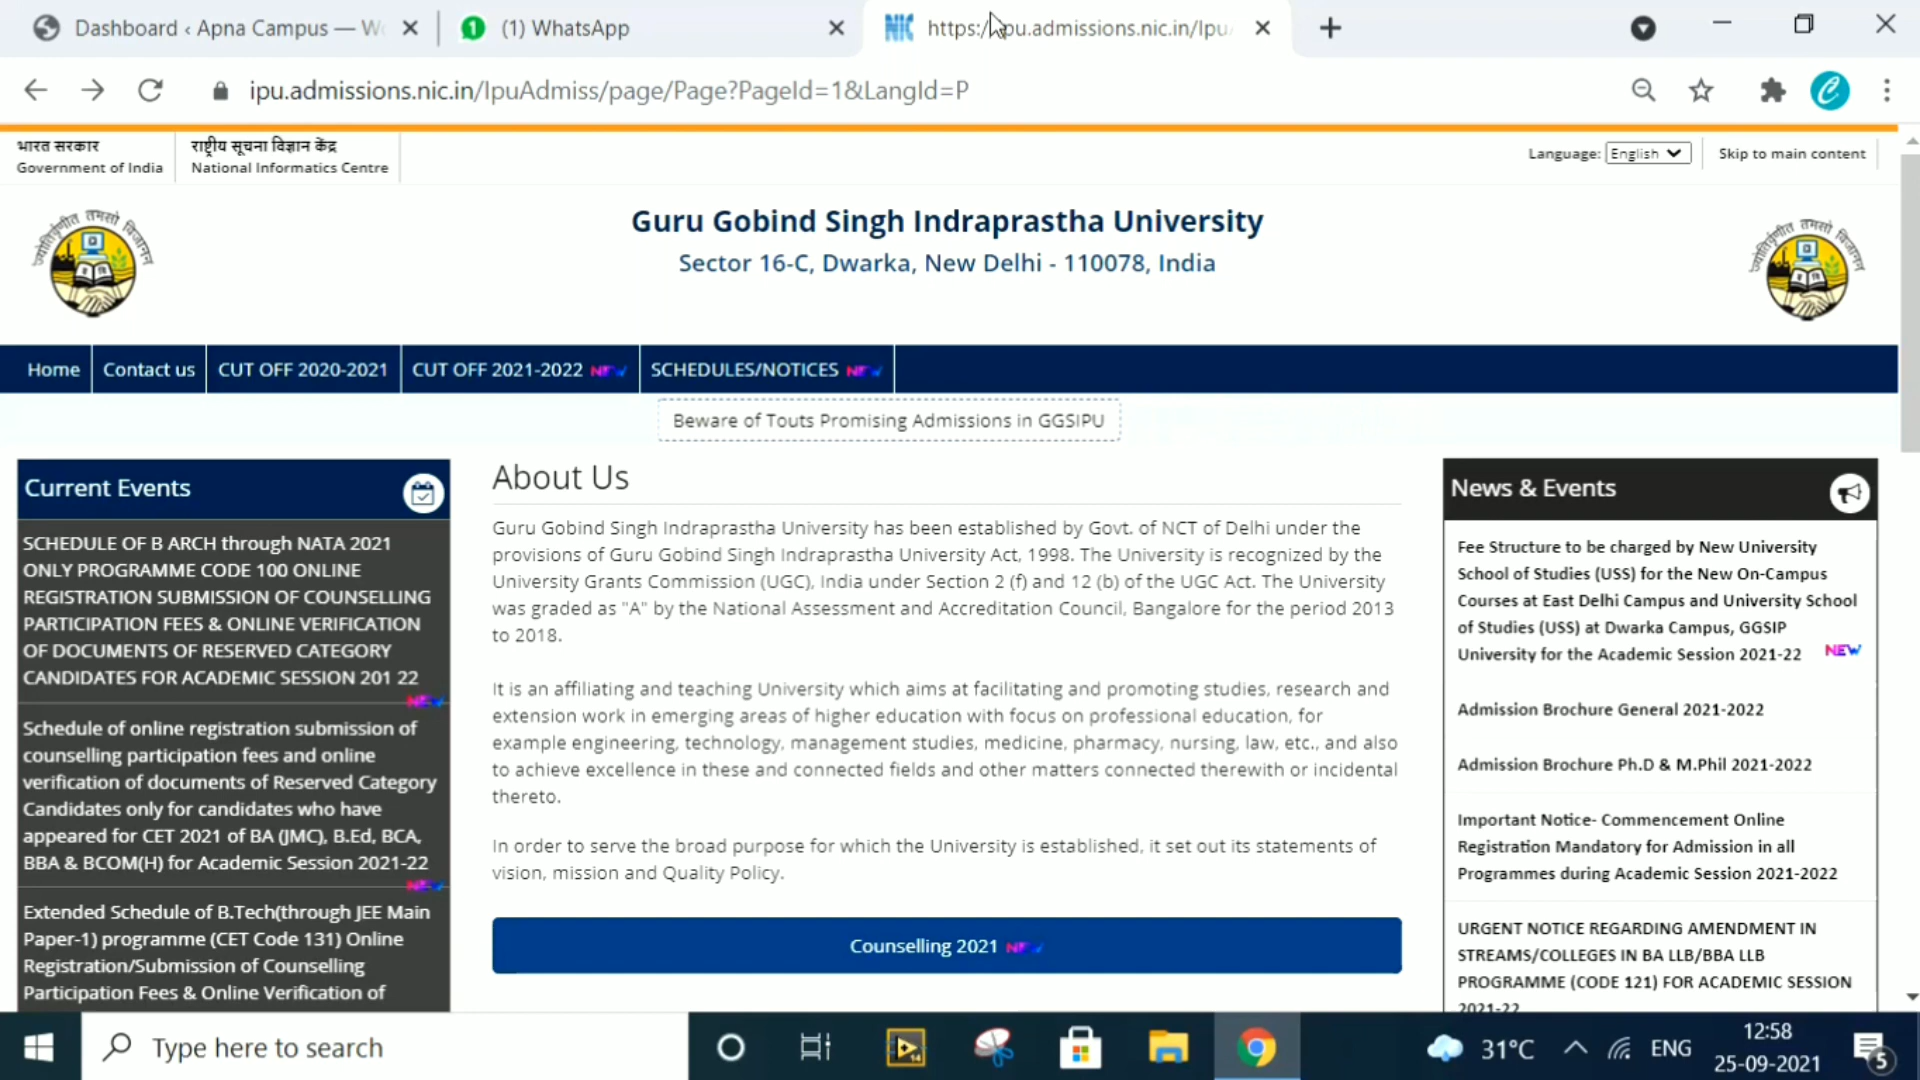 Dashboard ‹ Apna Campus — W
(1) WhatsApp
https://ipu.admissions.nic.in/Ipu
ipu.admissions.nic.in/IpuAdmiss/page/Page?PageId=1&LangId=P
भारत सरकार
Government of India
राष्ट्रीय सूचना विज्ञान केंद्र
National Informatics Centre
Language: English
Skip to main content
Guru Gobind Singh Indraprastha University
Sector 16-C, Dwarka, New Delhi - 110078, India
Home
Contact us
CUT OFF 2020-2021
CUT OFF 2021-2022 NEW
SCHEDULES/NOTICES NEW
Beware of Touts Promising Admissions in GGSIPU
Current Events
SCHEDULE OF B ARCH through NATA 2021
ONLY PROGRAMME CODE 100 ONLINE
REGISTRATION SUBMISSION OF COUNSELLING
PARTICIPATION FEES & ONLINE VERIFICATION
OF DOCUMENTS OF RESERVED CATEGORY
CANDIDATES FOR ACADEMIC SESSION 201 22
NEW
Schedule of online registration submission of
counselling participation fees and online
verification of documents of Reserved Category
Candidates only for candidates who have
appeared for CET 2021 of BA (JMC), B.Ed, BCA,
BBA & BCOM(H) for Academic Session 2021-22
NEW
Extended Schedule of B.Tech(through JEE Main
Paper-1) programme (CET Code 131) Online
Registration/Submission of Counselling
Participation Fees & Online Verification of
About Us
Guru Gobind Singh Indraprastha University has been established by Govt. of NCT of Delhi under the
provisions of Guru Gobind Singh Indraprastha University Act, 1998. The University is recognized by the
University Grants Commission (UGC), India under Section 2 (f) and 12 (b) of the UGC Act. The University
was graded as "A" by the National Assessment and Accreditation Council, Bangalore for the period 2013
to 2018.
It is an affiliating and teaching University which aims at facilitating and promoting studies, research and
extension work in emerging areas of higher education with focus on professional education, for
example engineering, technology, management studies, medicine, pharmacy, nursing, law, etc., and also
to achieve excellence in these and connected fields and other matters connected therewith or incidental
thereto.
In order to serve the broad purpose for which the University is established, it set out its statements of
vision, mission and Quality Policy.
Counselling 2021 NEW
News & Events
Fee Structure to be charged by New University
School of Studies (USS) for the New On-Campus
Courses at East Delhi Campus and University School
of Studies (USS) at Dwarka Campus, GGSIP
University for the Academic Session 2021-22 NEW
Admission Brochure General 2021-2022
Admission Brochure Ph.D & M.Phil 2021-2022
Important Notice- Commencement Online
Registration Mandatory for Admission in all
Programmes during Academic Session 2021-2022
URGENT NOTICE REGARDING AMENDMENT IN
STREAMS/COLLEGES IN BA LLB/BBA LLB
PROGRAMME (CODE 121) FOR ACADEMIC SESSION
2021-22
Type here to search
31°C
ENG
12:58
25-09-2021
5